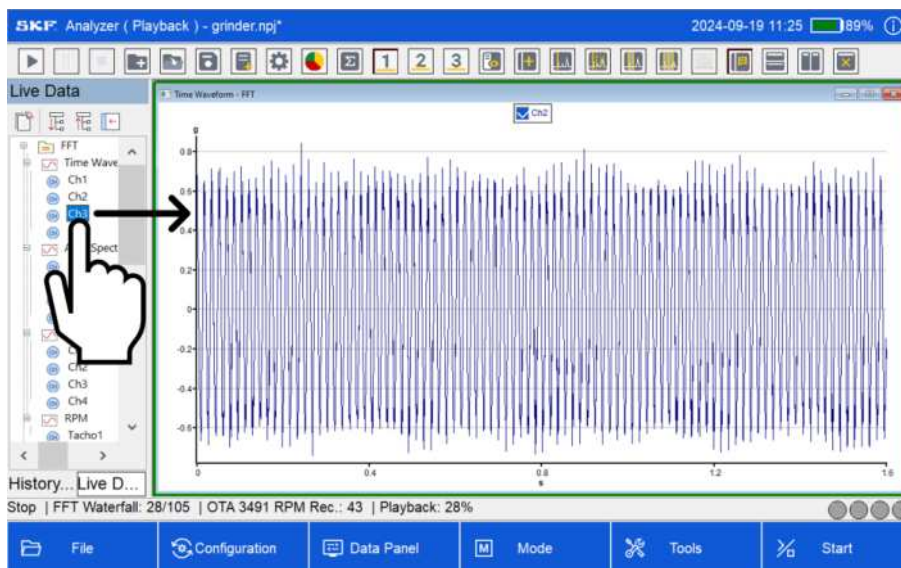 SKF Analyzer ( Playback ) - grinder.npj*
2024-09-19 11:25 89%
1 2 3
Live Data
FFT
Time Wave
Ch1
Ch2
Ch3
Spect
Ch2
Ch3
Ch4
RPM
Tacho1
History... Live D...
Time Waveform - FFT
Ch2
g
0.8
0.6
0.4
0.2
0
-0.2
-0.4
-0.6
0 0.4 0.8 1.2 1.6
s
Stop | FFT Waterfall: 28/105 | OTA 3491 RPM Rec.: 43 | Playback: 28%
File Configuration Data Panel M Mode Tools Start